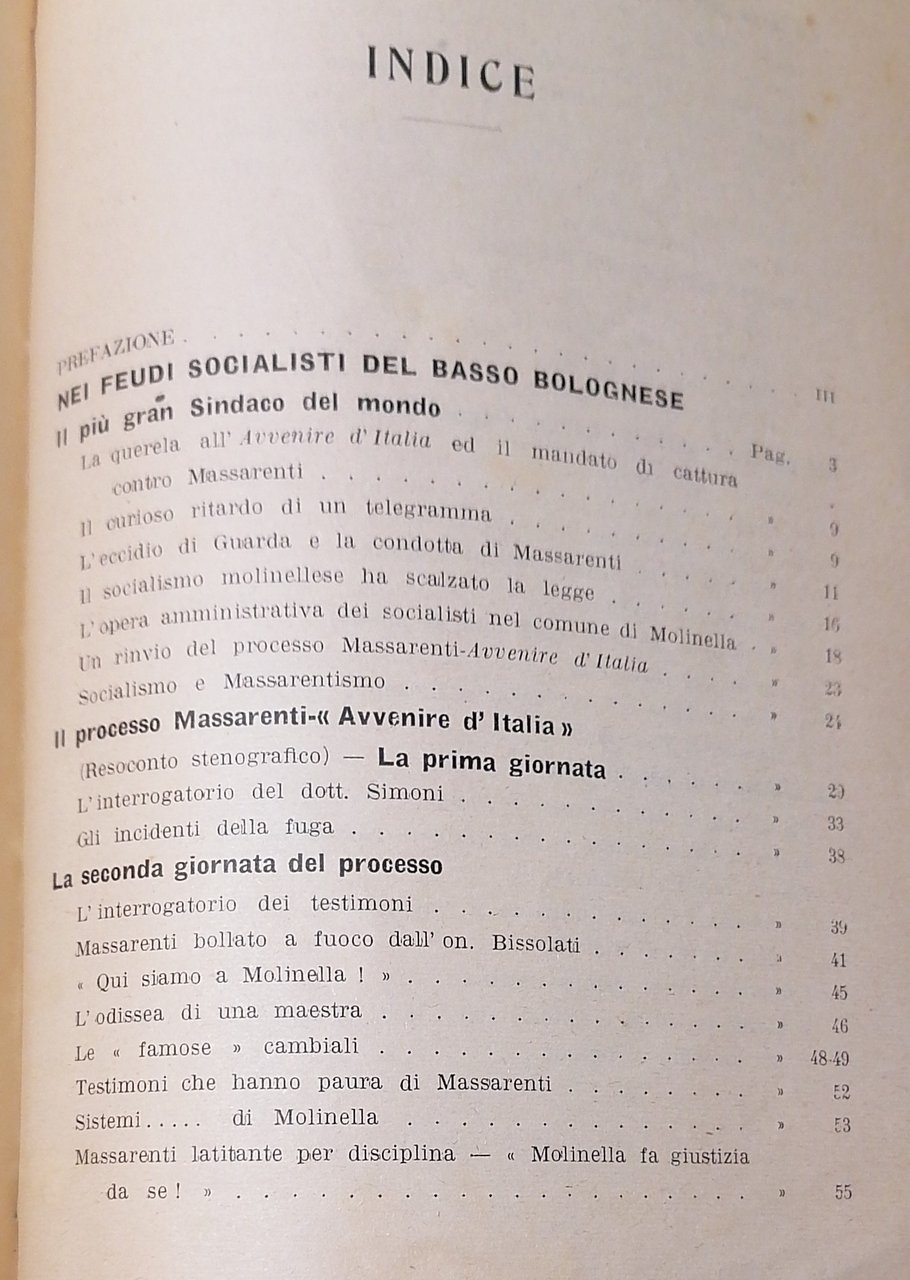 INDICE
PREFAZIONE . . . . . . . . . . . . . . . . . . . III
NEI FEUDI SOCIALISTI DEL BASSO BOLOGNESE
Il più gran Sindaco del mondo . . . . . . . . . . Pag. 3
La querela all' Avvenire d' Italia ed il mandato di cattura
contro Massarenti . . . . . . . . . . . . . . » 9
Il curioso ritardo di un telegramma . . . . . . . . » 9
L'eccidio di Guarda e la condotta di Massarenti . . . . » 11
Il socialismo molinellese ha scalzato la legge . . . . . » 16
L'opera amministrativa dei socialisti nel comune di Molinella . » 18
Un rinvio del processo Massarenti-Avvenire d' Italia . . . . » 23
Socialismo e Massarentismo . . . . . . . . . . . . » 24
Il processo Massarenti-« Avvenire d' Italia »
(Resoconto stenografico) — La prima giornata . . . . . » 29
L'interrogatorio del dott. Simoni . . . . . . . . . . . » 33
Gli incidenti della fuga . . . . . . . . . . . . . . . » 38
La seconda giornata del processo
L'interrogatorio dei testimoni . . . . . . . . . . . . » 39
Massarenti bollato a fuoco dall' on. Bissolati . . . . . . » 41
« Qui siamo a Molinella ! » . . . . . . . . . . . . . » 45
L'odissea di una maestra . . . . . . . . . . . . . . » 46
Le « famose » cambiali . . . . . . . . . . . . . . » 48-49
Testimoni che hanno paura di Massarenti . . . . . . . » 52
Sistemi . . . . . di Molinella . . . . . . . . . . . . . » 53
Massarenti latitante per disciplina — « Molinella fa giustizia
da se ! » . . . . . . . . . . . . . . . . . . . . » 55